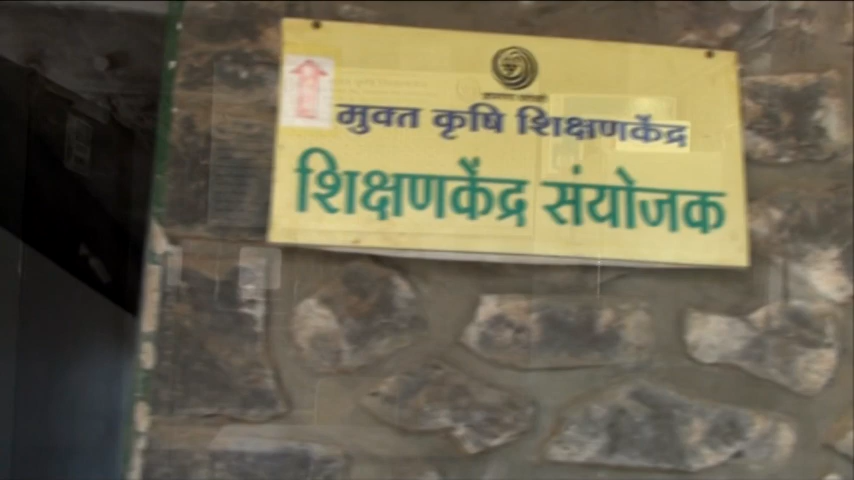 मुक्त कृषि शिक्षणकेंद्र
शिक्षणकेंद्र संयोजक